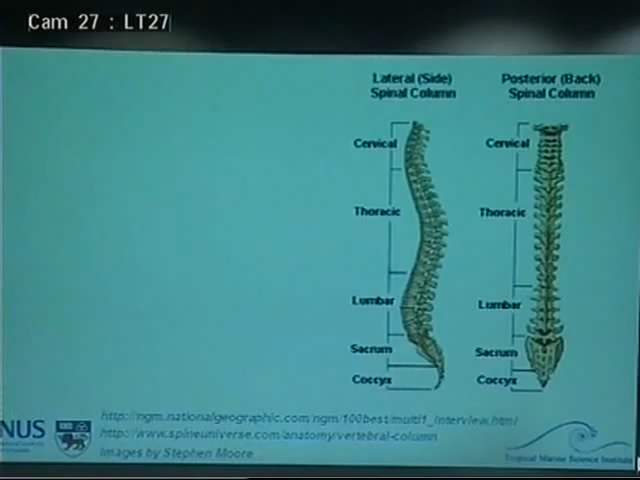 Cam 27 : LT27
Lateral (Side)
Spinal Column
Posterior (Back)
Spinal Column
Cervical
Cervical
Thoracic
Thoracic
Lumbar
Lumbar
Sacrum
Sacrum
Coccyx
Coccyx
http://ngm.nationalgeographic.com/ngm/100best/multi1_interview.html
http://www.spineuniverse.com/anatomy/vertebral-column
Images by Stephen Moore
NUS
Tropical Marine Science Institute